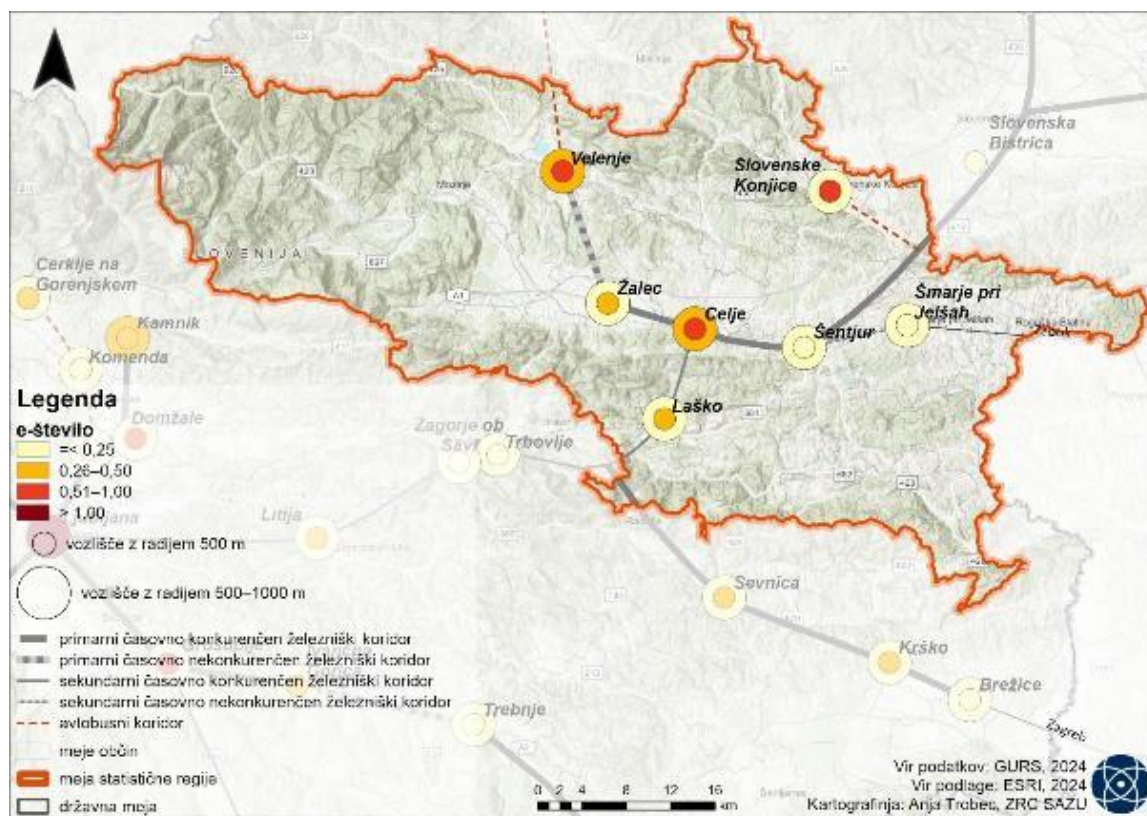 Velenje
Slovenske
Konjice
Slovenska
Bistrica
Mozirje
SLOVENIJA
Cerklje na
Gorenjskem
Kamnik
Komenda
Domžale
Žalec
Celje
Šentjur
Šmarje pri
Jelšah
Laško
Zagorje ob
Savi
Trbovlje
Litija
Ljubljana
Sevnica
Krško
Brežice
Zagreb
Trebnje
Grosuplje
Legenda
e-število
=< 0,25
0,26–0,50
0,51–1,00
> 1,00
vozlišče z radijem 500 m
vozlišče z radijem 500–1000 m
primarni časovno konkurenčen železniški koridor
primarni časovno nekonkurenčen železniški koridor
sekundarni časovno konkurenčen železniški koridor
sekundarni časovno nekonkurenčen železniški koridor
avtobusni koridor
meje občin
meja statistične regije
državna meja
0 2 4 8 12 16
km
Vir podatkov: GURS, 2024
Vir podlage: ESRI, 2024
Kartografinja: Anja Trobec, ZRC SAZU